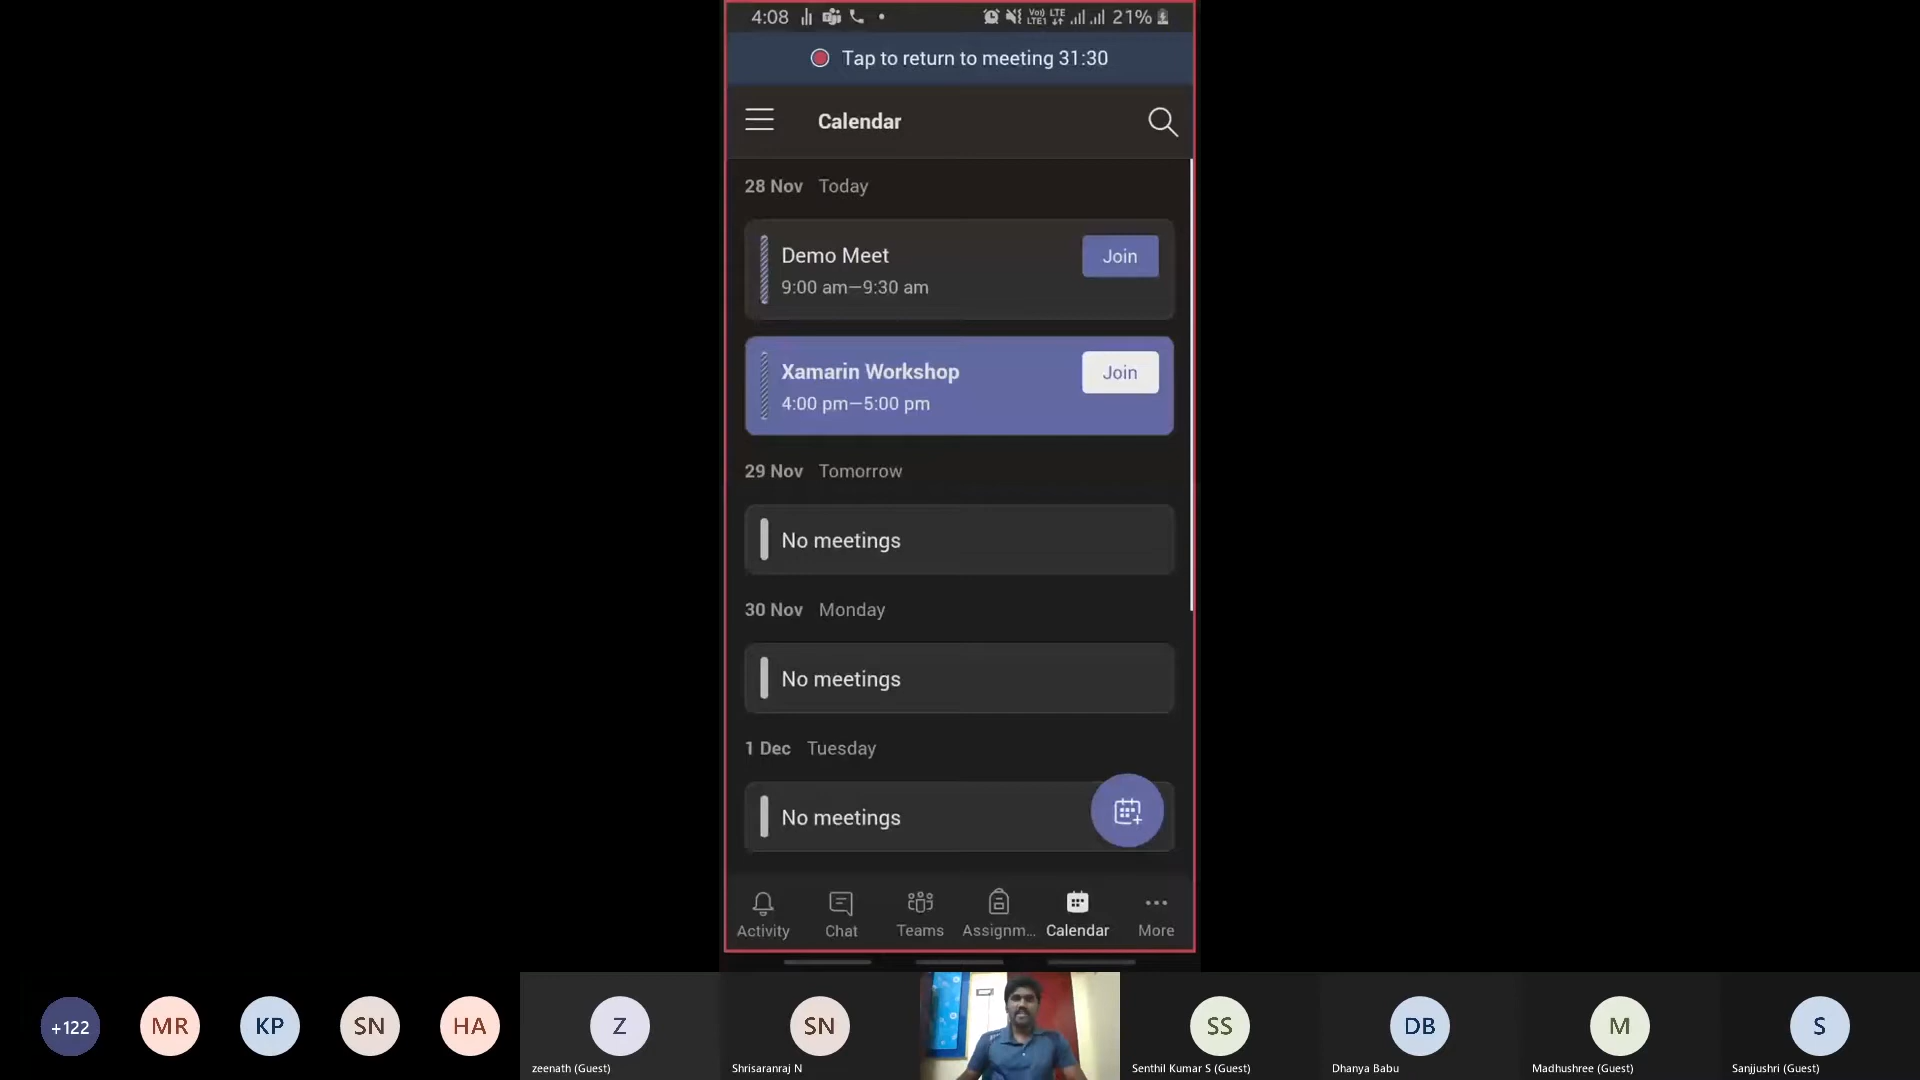 4:08
Vo) LTE
LTE1
21%
Tap to return to meeting 31:30
Calendar
28 Nov Today
Demo Meet
Join
9:00 am—9:30 am
Xamarin Workshop
Join
4:00 pm—5:00 pm
29 Nov Tomorrow
No meetings
30 Nov Monday
No meetings
1 Dec Tuesday
No meetings
Activity
Chat
Teams
Assignm...
Calendar
More
+122
MR
KP
SN
HA
Z
SN
SS
DB
M
S
zeenath (Guest)
Shrisaranraj N
Senthil Kumar S (Guest)
Dhanya Babu
Madhushree (Guest)
Sanjjushri (Guest)